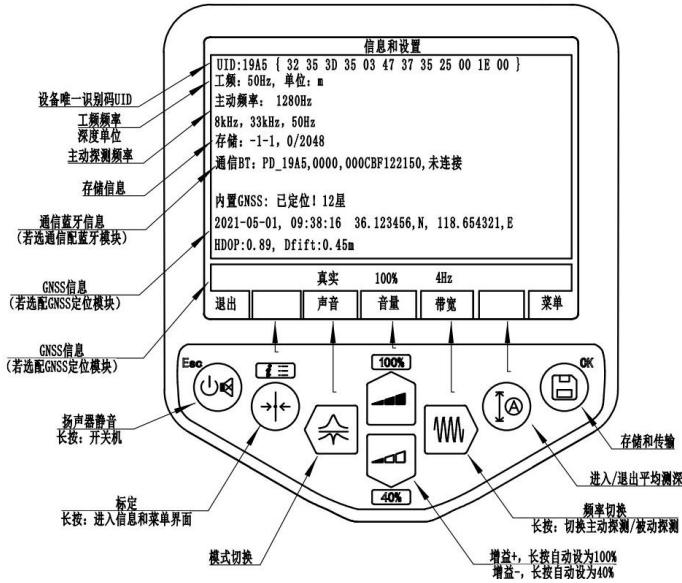 信息和设置
UID:19A5 { 32 35 3D 35 03 47 37 35 25 00 1E 00 }
工频: 50Hz, 单位: m
主动频率: 1280Hz
8kHz, 33kHz, 50Hz
存储: -1-1, 0/2048
通信BT: PD_19A5,0000,000CBF122150,未连接
内置GNSS: 已定位! 12星
2021-05-01, 09:38:16 36.123456,N, 118.654321,E
HDOP:0.89, Dfift:0.45m
真实 100% 4Hz
退出 声音 音量 带宽 菜单
设备唯一识别码UID
工频频率
深度单位
主动探测频率
存储信息
通信蓝牙信息
(若选通信配蓝牙模块)
GNSS信息
(若选配GNSS定位模块)
GNSS信息
(若选配GNSS定位模块)
Esc
i
100%
OK
A
40%
扬声器静音
长按: 开关机
标定
长按: 进入信息和菜单界面
模式切换
增益+, 长按自动设为100%
增益-, 长按自动设为40%
频率切换
长按: 切换主动探测/被动探测
进入/退出平均测深
存储和传输